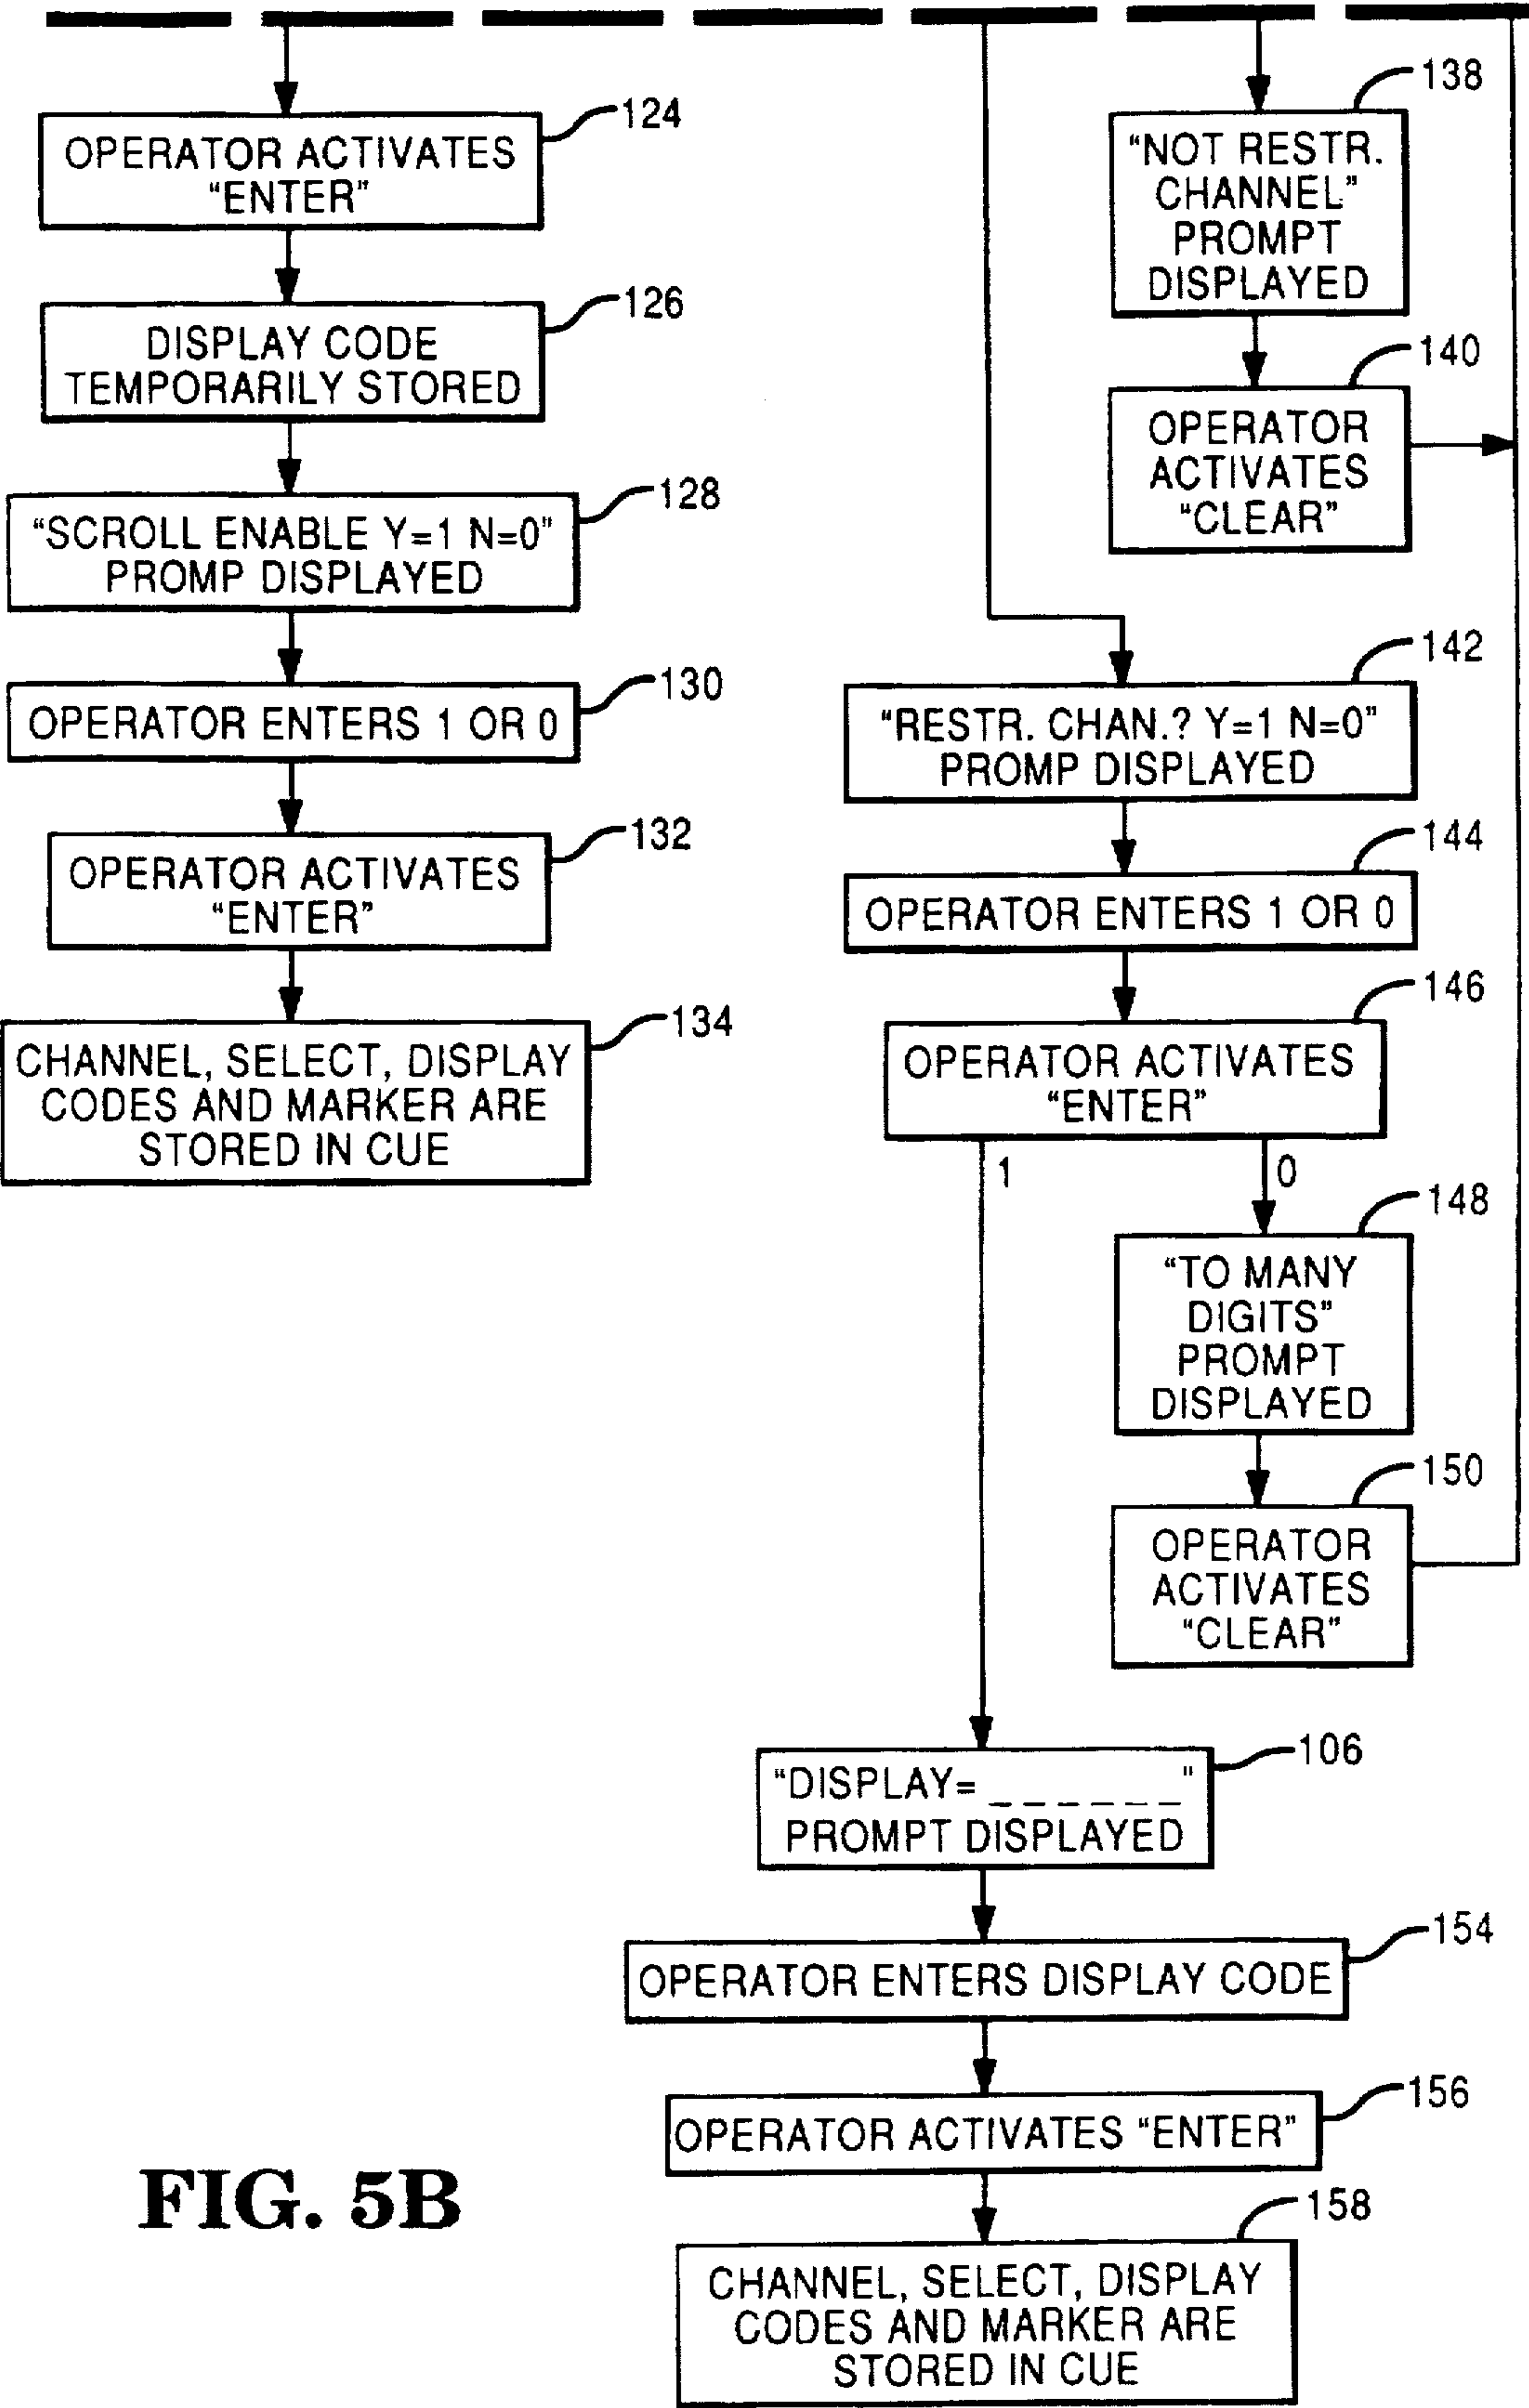 124
OPERATOR ACTIVATES
“ENTER”
126
DISPLAY CODE
TEMPORARILY STORED
128
“SCROLL ENABLE Y=1 N=0”
PROMP DISPLAYED
130
OPERATOR ENTERS 1 OR 0
132
OPERATOR ACTIVATES
“ENTER”
134
CHANNEL, SELECT, DISPLAY
CODES AND MARKER ARE
STORED IN CUE
138
“NOT RESTR.
CHANNEL”
PROMPT
DISPLAYED
140
OPERATOR
ACTIVATES
“CLEAR”
142
“RESTR. CHAN.? Y=1 N=0”
PROMP DISPLAYED
144
OPERATOR ENTERS 1 OR 0
146
OPERATOR ACTIVATES
“ENTER”
1
0
148
“TO MANY
DIGITS”
PROMPT
DISPLAYED
150
OPERATOR
ACTIVATES
“CLEAR”
106
“DISPLAY= _ _ _ _ _ _ "
PROMPT DISPLAYED
154
OPERATOR ENTERS DISPLAY CODE
156
OPERATOR ACTIVATES “ENTER”
158
CHANNEL, SELECT, DISPLAY
CODES AND MARKER ARE
STORED IN CUE
FIG. 5B